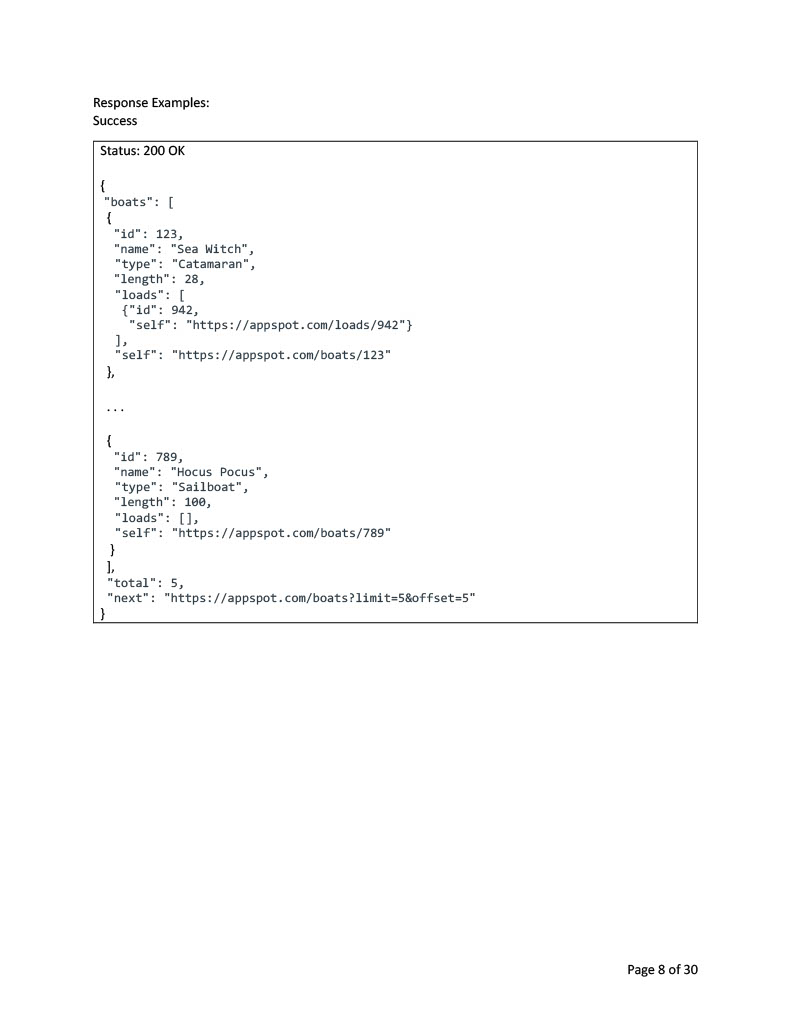 Response Examples:
Success
Status: 200 OK
{
"boats": [
{
"id": 123,
"name": "Sea Witch",
"type": "Catamaran",
"length": 28,
"loads": [
{"id": 942,
"self": "https://appspot.com/loads/942"}
],
"self": "https://appspot.com/boats/123"
},
...
{
"id": 789,
"name": "Hocus Pocus",
"type": "Sailboat",
"length": 100,
"loads": [],
"self": "https://appspot.com/boats/789"
}
],
"total": 5,
"next": "https://appspot.com/boats?limit=5&offset=5"
}
Page 8 of 30